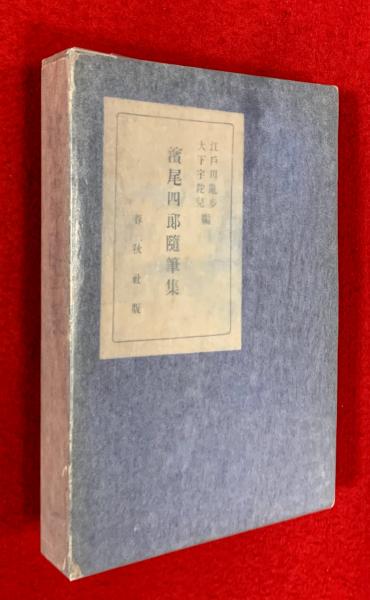 江戸川亂歩
大下宇陀兒 編
濱尾四郎隨筆集
春秋社版